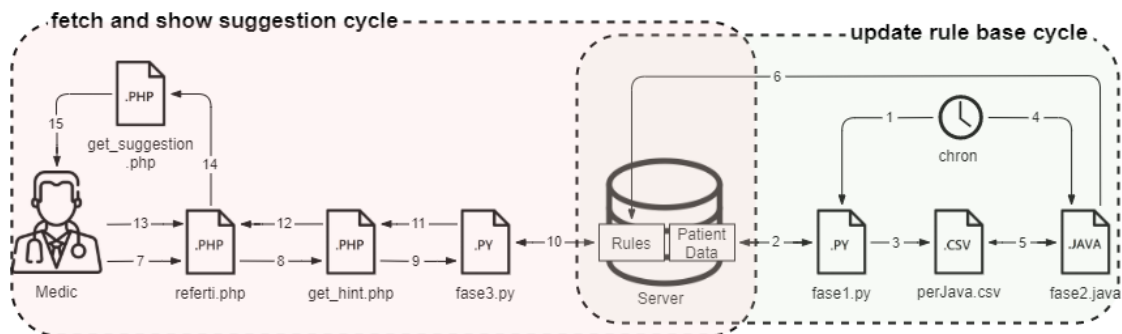 fetch and show suggestion cycle
update rule base cycle
6
.PHP
1
4
15
get_suggestion
.php
14
chron
13
12
11
.PHP
.PHP
.PY
10
Rules
Patient
Data
2
.PY
3
.CSV
5
.JAVA
7
8
9
Medic
referti.php
get_hint.php
fase3.py
Server
fase1.py
perJava.csv
fase2.java